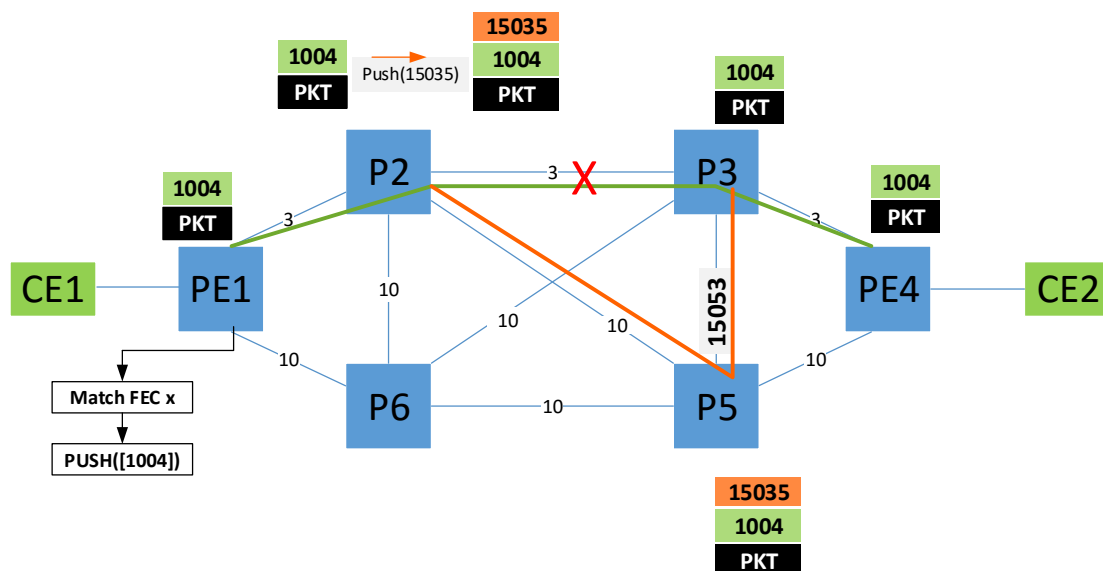 15035
1004
1004
PKT
Push(15035)
PKT
1004
PKT
1004
PKT
1004
PKT
P2
3
X
P3
3
3
CE1
PE1
PE4
CE2
10
10
10
15053
10
10
10
Match FEC x
P6
10
P5
PUSH([1004])
15035
1004
PKT